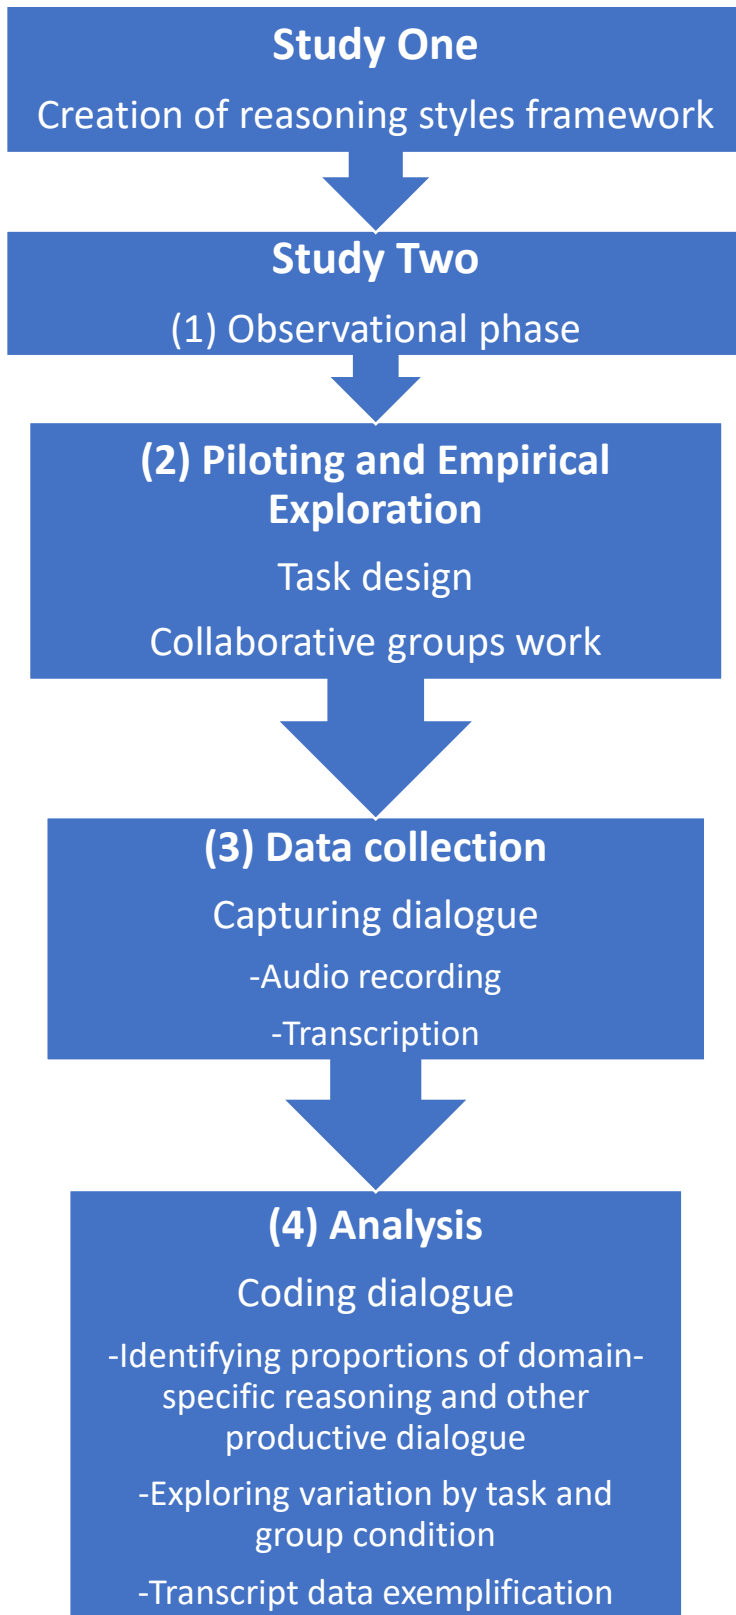 Study One
Creation of reasoning styles framework
Study Two
(1) Observational phase
(2) Piloting and Empirical
Exploration
Task design
Collaborative groups work
(3) Data collection
Capturing dialogue
-Audio recording
-Transcription
(4) Analysis
Coding dialogue
-Identifying proportions of domain-
specific reasoning and other
productive dialogue
-Exploring variation by task and
group condition
-Transcript data exemplification